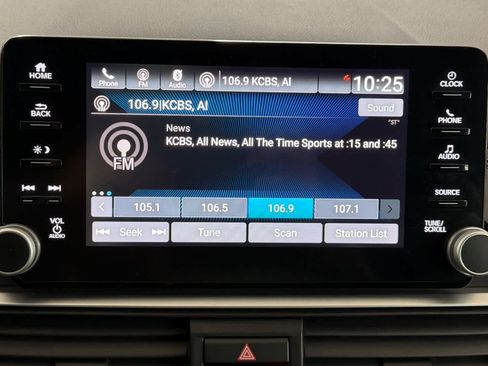 HOME
BACK
VOL
AUDIO
Phone
FM
Audio
106.9 KCBS, Al
10:25
106.9|KCBS, Al
Sound
"ST"
News
KCBS, All News, All The Time Sports at :15 and :45
FM
105.1
106.5
106.9
107.1
Seek
Tune
Scan
Station List
CLOCK
PHONE
AUDIO
SOURCE
TUNE/
SCROLL